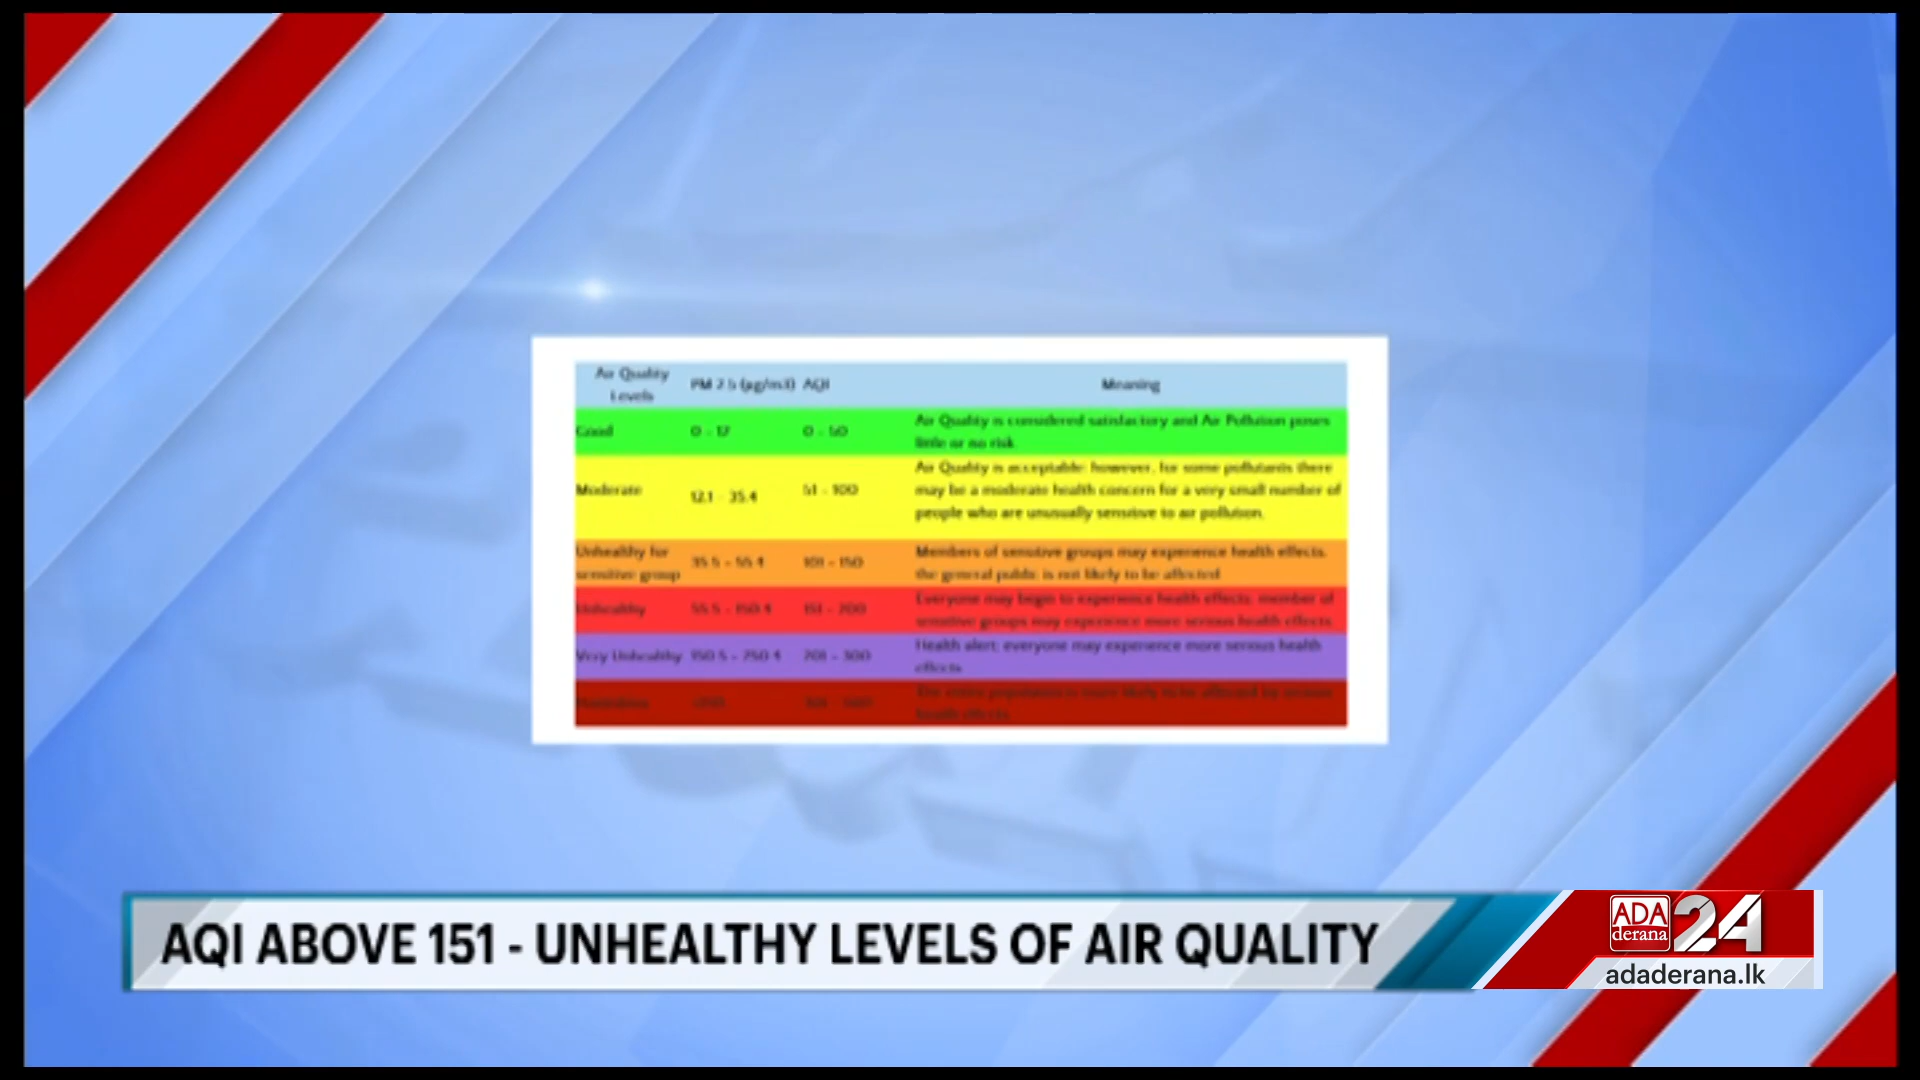 Air Quality Levels PM 2.5 (µg/m3) AQI Meaning
Good 0 - 12 0 - 50 Air Quality is considered satisfactory and Air Pollution poses
little or no risk
Moderate 12.1 - 35.4 51 - 100 Air Quality is acceptable; however, for some pollutants there
may be a moderate health concern for a very small number of
people who are unusually sensitive to air pollution.
Unhealthy for sensitive group 35.5 - 55.4 101 - 150 Members of sensitive groups may experience health effects.
the general public is not likely to be affected
Unhealthy 55.5 - 150.4 151 - 200 Everyone may begin to experience health effects; member of
sensitive groups may experience more serious health effects
Very Unhealthy 150.5 - 250.4 201 - 300 Health alert; everyone may experience more serious health
effects
AQI ABOVE 151 - UNHEALTHY LEVELS OF AIR QUALITY
ADA derana 24
adaderana.lk